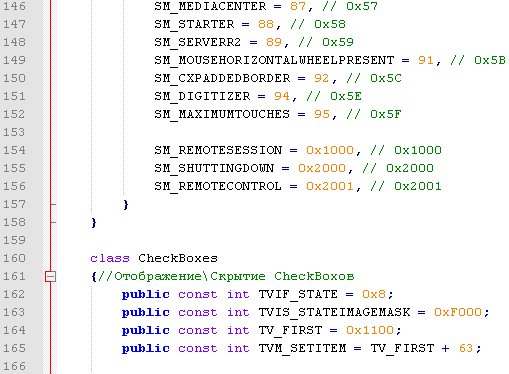 146 SM_MEDIACENTER = 87, // 0x57
147 SM_STARTER = 88, // 0x58
148 SM_SERVERR2 = 89, // 0x59
149 SM_MOUSEHORIZONTALWHEELPRESENT = 91, // 0x5B
150 SM_CXPADDEDBORDER = 92, // 0x5C
151 SM_DIGITIZER = 94, // 0x5E
152 SM_MAXIMUMTOUCHES = 95, // 0x5F
153
154 SM_REMOTESESSION = 0x1000, // 0x1000
155 SM_SHUTTINGDOWN = 0x2000, // 0x2000
156 SM_REMOTECONTROL = 0x2001, // 0x2001
157 }
158 }
159
160 class CheckBoxes
161 {//Отображение\Скрытие CheckBoxов
162 public const int TVIF_STATE = 0x8;
163 public const int TVIS_STATEIMAGEMASK = 0xF000;
164 public const int TV_FIRST = 0x1100;
165 public const int TVM_SETITEM = TV_FIRST + 63;
166